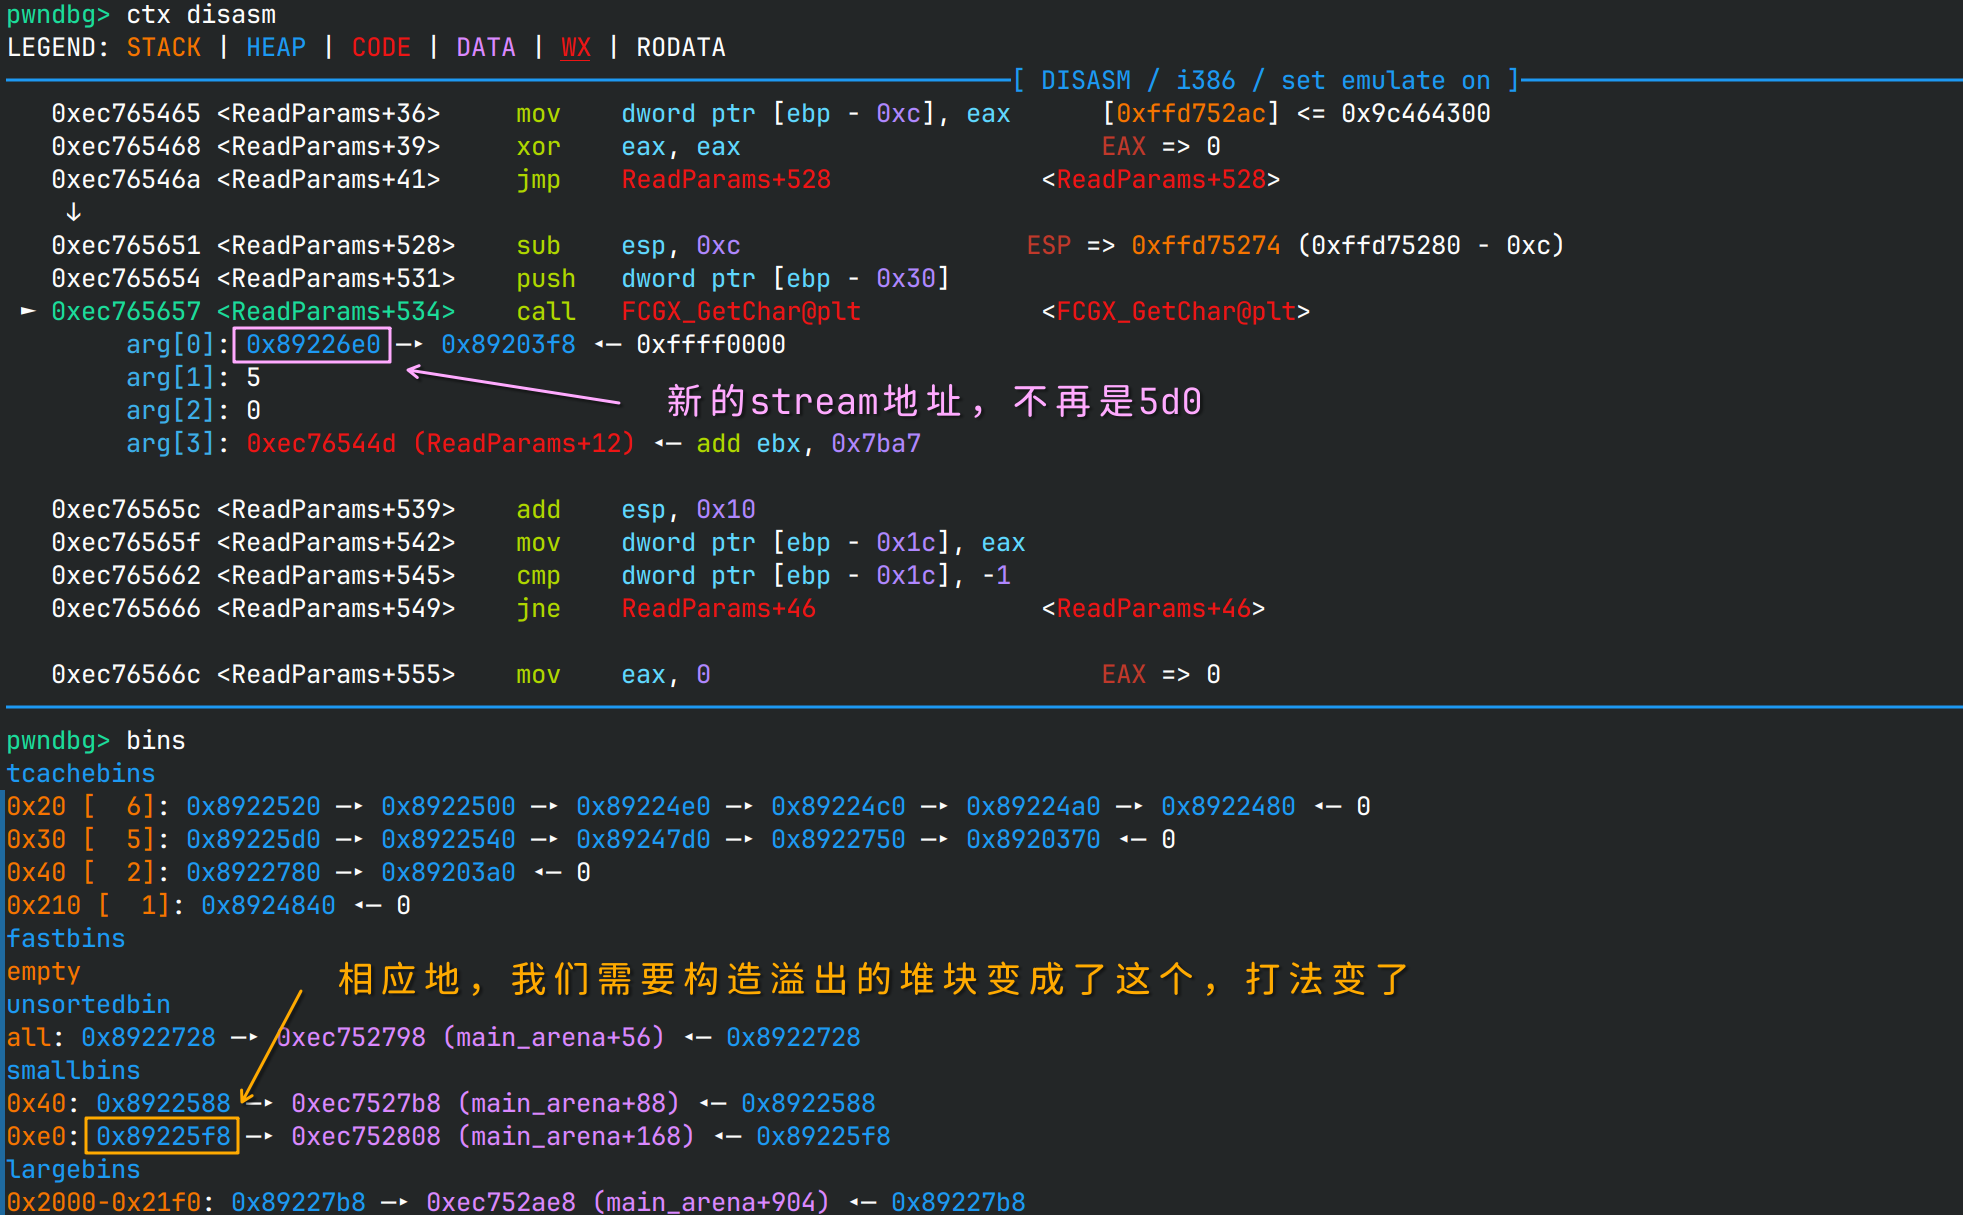 pwndbg> ctx disasm
LEGEND: STACK | HEAP | CODE | DATA | WX | RODATA
[ DISASM / i386 / set emulate on ]
0xec765465 <ReadParams+36> mov dword ptr [ebp - 0xc], eax [0xffd752ac] <= 0x9c464300
0xec765468 <ReadParams+39> xor eax, eax EAX => 0
0xec76546a <ReadParams+41> jmp ReadParams+528 <ReadParams+528>
↓
0xec765651 <ReadParams+528> sub esp, 0xc ESP => 0xffd75274 (0xffd75280 - 0xc)
0xec765654 <ReadParams+531> push dword ptr [ebp - 0x30]
► 0xec765657 <ReadParams+534> call FCGX_GetChar@plt <FCGX_GetChar@plt>
arg[0]: 0x89226e0 —▸ 0x89203f8 ◂— 0xffff0000
arg[1]: 5
新的stream地址，不再是5d0
arg[2]: 0
arg[3]: 0xec76544d (ReadParams+12) ◂— add ebx, 0x7ba7
0xec76565c <ReadParams+539> add esp, 0x10
0xec76565f <ReadParams+542> mov dword ptr [ebp - 0x1c], eax
0xec765662 <ReadParams+545> cmp dword ptr [ebp - 0x1c], -1
0xec765666 <ReadParams+549> jne ReadParams+46 <ReadParams+46>
0xec76566c <ReadParams+555> mov eax, 0 EAX => 0
pwndbg> bins
tcachebins
0x20 [  6]: 0x8922520 —▸ 0x8922500 —▸ 0x89224e0 —▸ 0x89224c0 —▸ 0x89224a0 —▸ 0x8922480 ◂— 0
0x30 [  5]: 0x89225d0 —▸ 0x8922540 —▸ 0x89247d0 —▸ 0x8922750 —▸ 0x8920370 ◂— 0
0x40 [  2]: 0x8922780 —▸ 0x89203a0 ◂— 0
0x210 [  1]: 0x8924840 ◂— 0
fastbins
empty
相应地，我们需要构造溢出的堆块变成了这个，打法变了
unsortedbin
all: 0x8922728 —▸ 0xec752798 (main_arena+56) ◂— 0x8922728
smallbins
0x40: 0x8922588 —▸ 0xec7527b8 (main_arena+88) ◂— 0x8922588
0xe0: 0x89225f8 —▸ 0xec752808 (main_arena+168) ◂— 0x89225f8
largebins
0x2000-0x21f0: 0x89227b8 —▸ 0xec752ae8 (main_arena+904) ◂— 0x89227b8